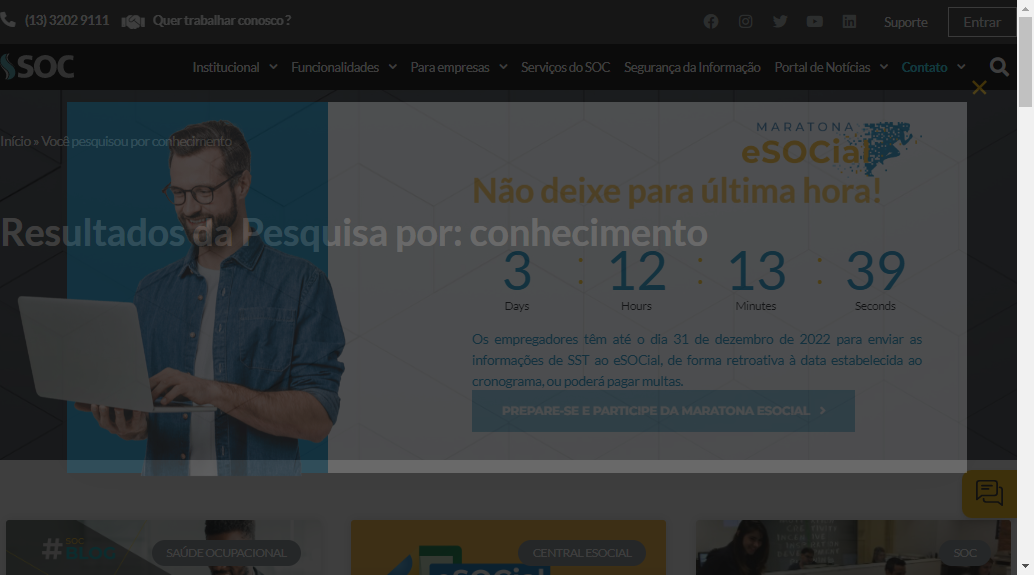 (13) 3202 9111 Quer trabalhar conosco ? Suporte Entrar
SOC Institucional Funcionalidades Para empresas Serviços do SOC Segurança da Informação Portal de Notícias Contato
Início » Você pesquisou por conhecimento
Resultados da Pesquisa por: conhecimento
MARATONA
eSOCial
Não deixe para última hora!
3 : 12 : 13 : 39
Days Hours Minutes Seconds
Os empregadores têm até o dia 31 de dezembro de 2022 para enviar as
informações de SST ao eSOCial, de forma retroativa à data estabelecida ao
cronograma, ou poderá pagar multas.
PREPARE-SE E PARTICIPE DA MARATONA ESOCIAL
# SOC
BLOG
SAÚDE OCUPACIONAL
CENTRAL ESOCIAL
eSOCial
SOC